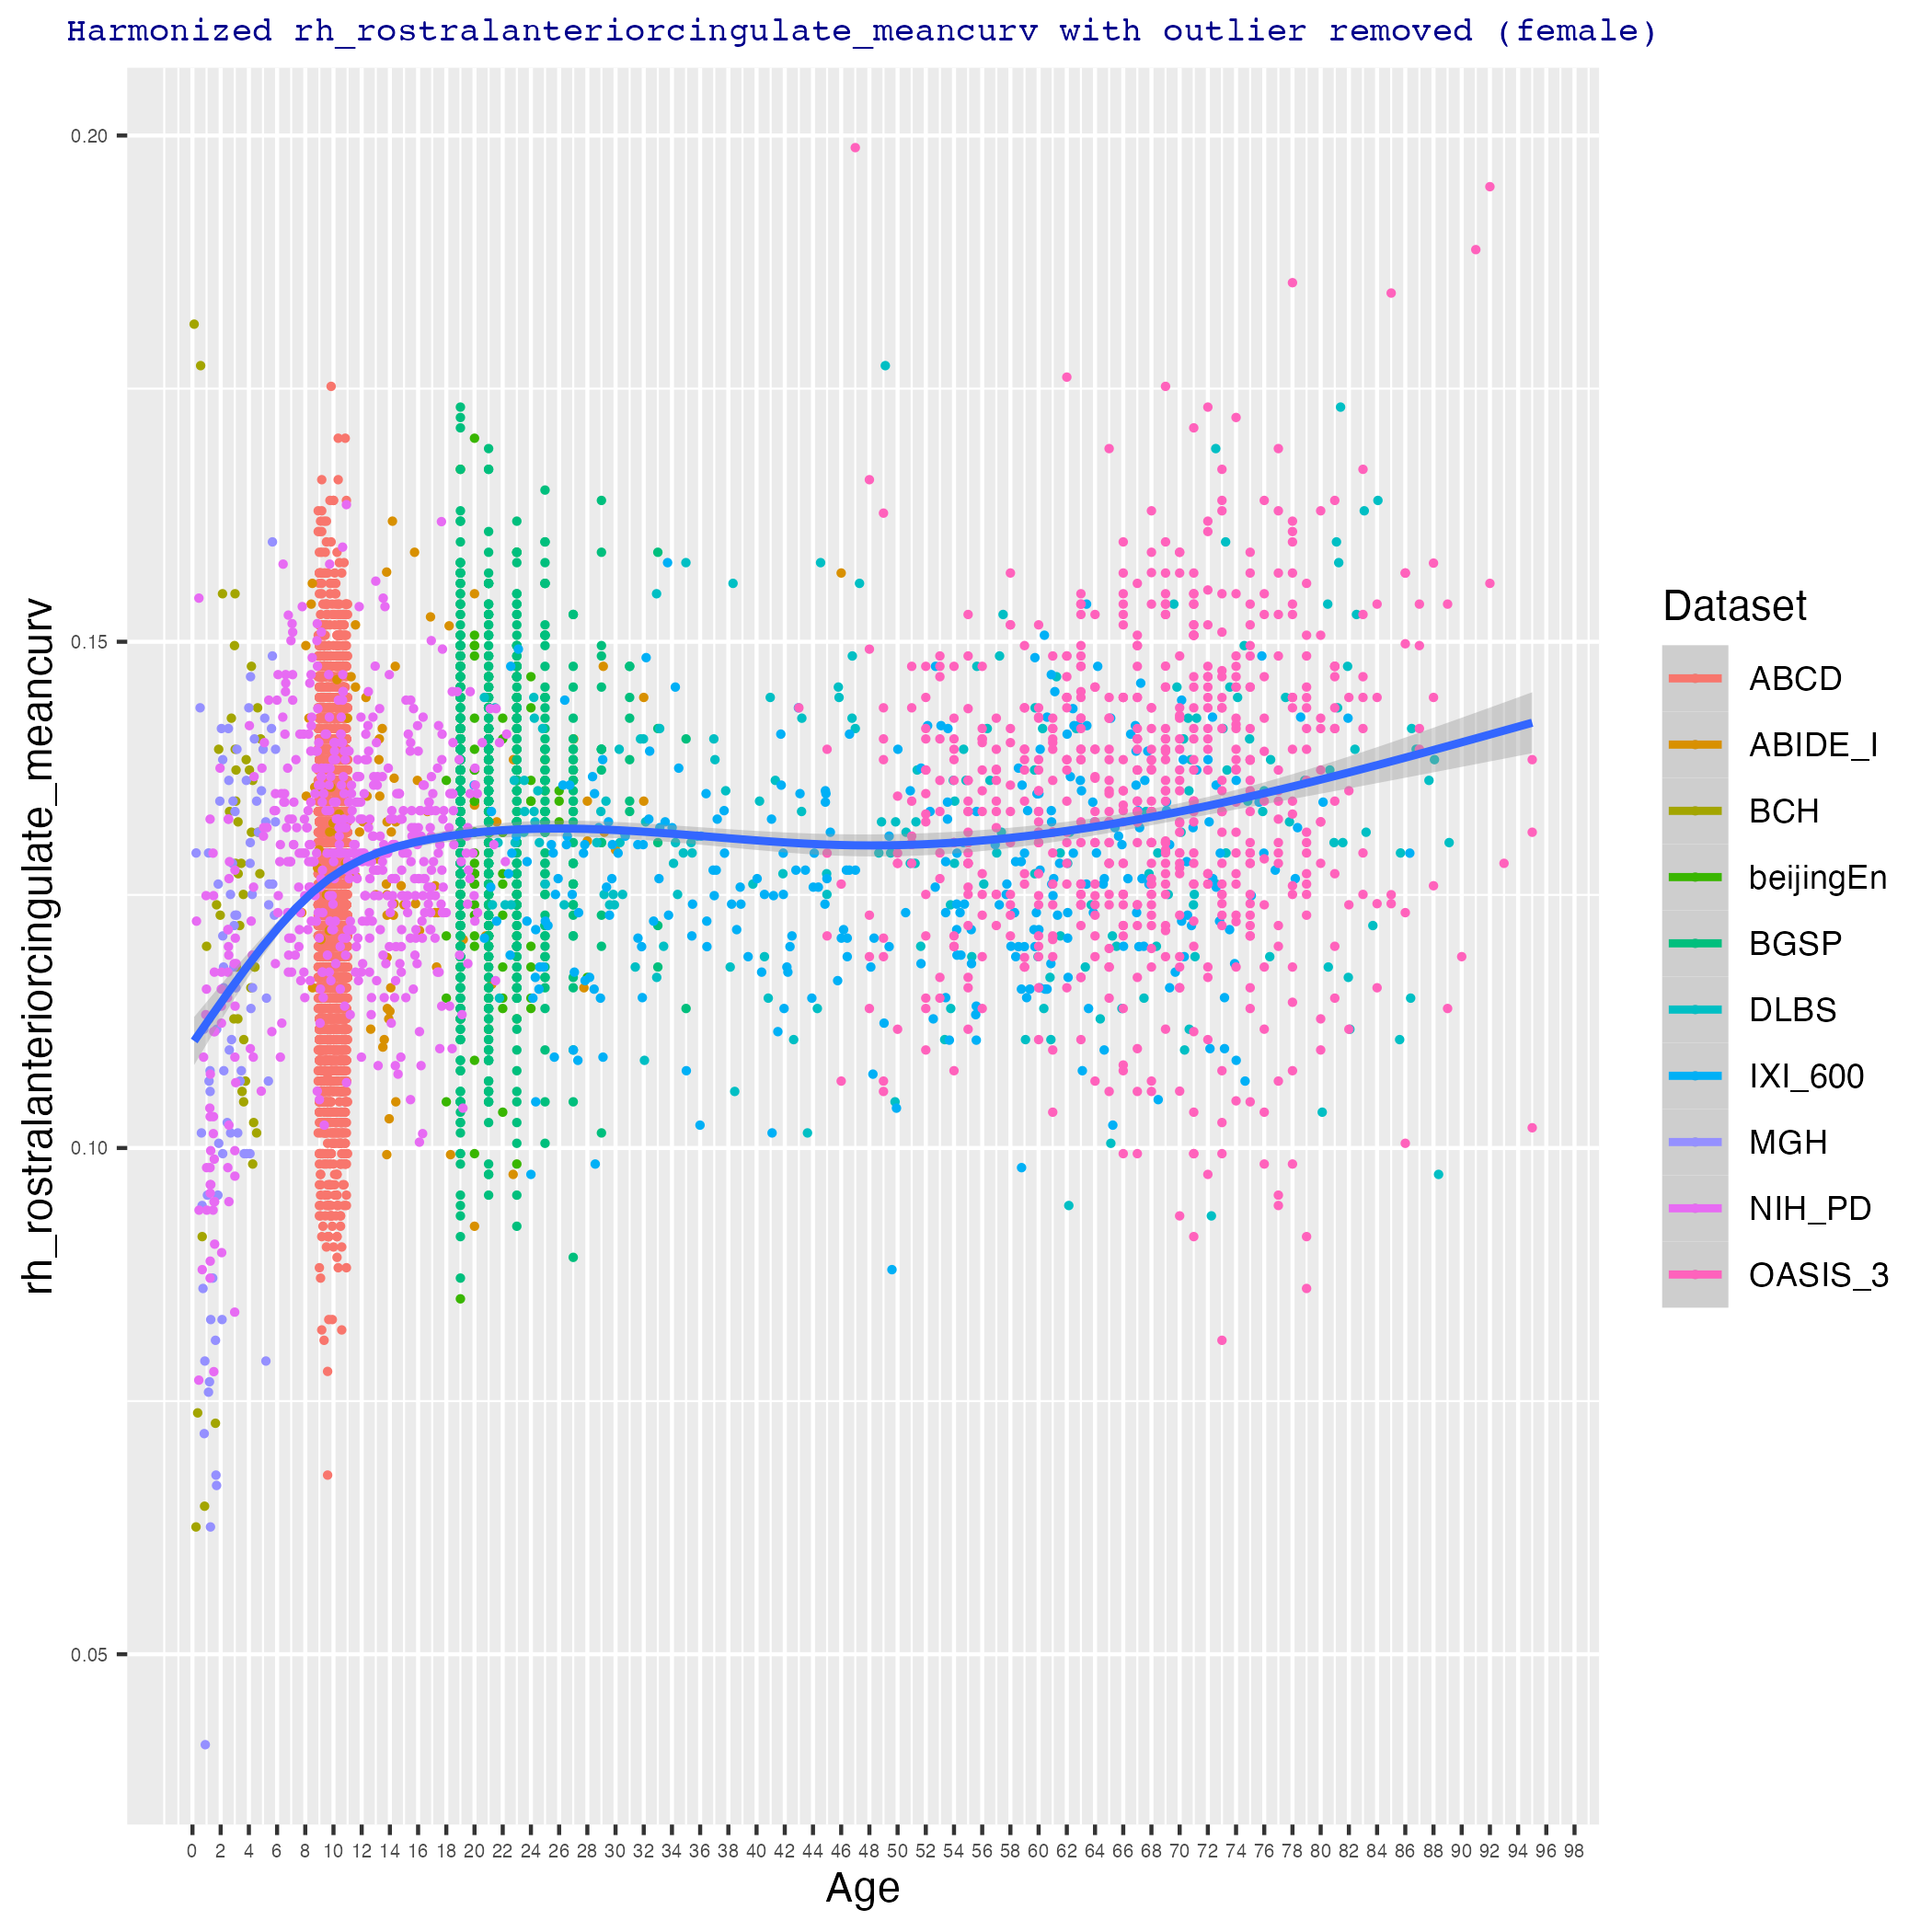 Harmonized rh_rostralanteriorcingulate_meancurv with outlier removed (female)
rh_rostralanteriorcingulate_meancurv
0.20
0.15
0.10
0.05
0 2 4 6 8 10 12 14 16 18 20 22 24 26 28 30 32 34 36 38 40 42 44 46 48 50 52 54 56 58 60 62 64 66 68 70 72 74 76 78 80 82 84 86 88 90 92 94 96 98
Age
Dataset
ABCD
ABIDE_I
BCH
beijingEn
BGSP
DLBS
IXI_600
MGH
NIH_PD
OASIS_3